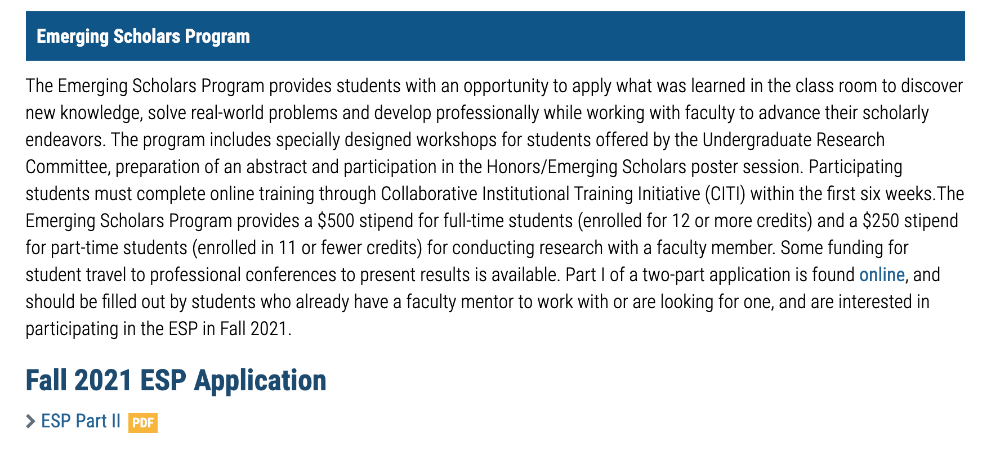 Emerging Scholars Program
The Emerging Scholars Program provides students with an opportunity to apply what was learned in the class room to discover
new knowledge, solve real-world problems and develop professionally while working with faculty to advance their scholarly
endeavors. The program includes specially designed workshops for students offered by the Undergraduate Research
Committee, preparation of an abstract and participation in the Honors/Emerging Scholars poster session. Participating
students must complete online training through Collaborative Institutional Training Initiative (CITI) within the first six weeks.The
Emerging Scholars Program provides a $500 stipend for full-time students (enrolled for 12 or more credits) and a $250 stipend
for part-time students (enrolled in 11 or fewer credits) for conducting research with a faculty member. Some funding for
student travel to professional conferences to present results is available. Part I of a two-part application is found online, and
should be filled out by students who already have a faculty mentor to work with or are looking for one, and are interested in
participating in the ESP in Fall 2021.
Fall 2021 ESP Application
ESP Part II PDF